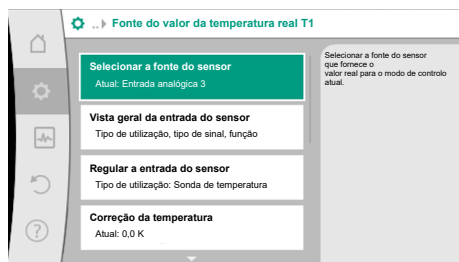 .. Fonte do valor da temperatura real T1
Selecionar a fonte do sensor
Atual: Entrada analógica 3
Vista geral da entrada do sensor
Tipo de utilização, tipo de sinal, função
Regular a entrada do sensor
Tipo de utilização: Sonda de temperatura
Correção da temperatura
Atual: 0,0 K
Selecionar a fonte do sensor
que fornece o
valor real para o modo de controlo
atual.